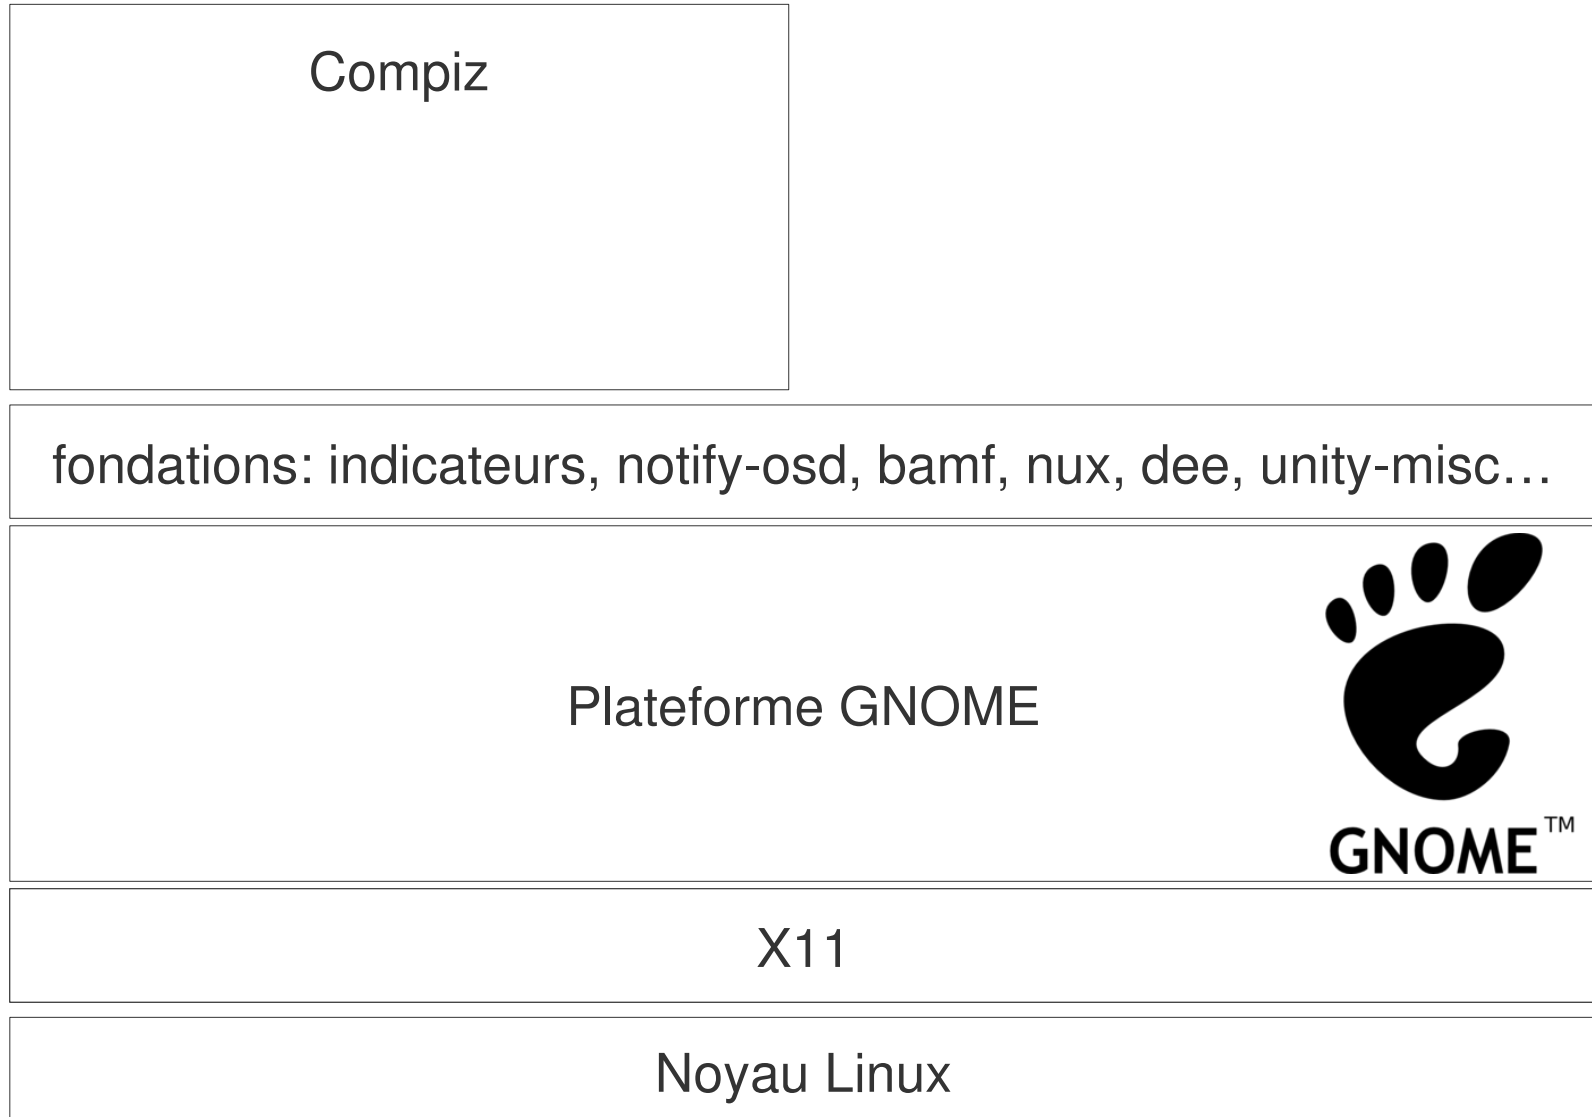 Compiz
fondations: indicateurs, notify-osd, bamf, nux, dee, unity-misc…
Plateforme GNOME
GNOME™
X11
Noyau Linux